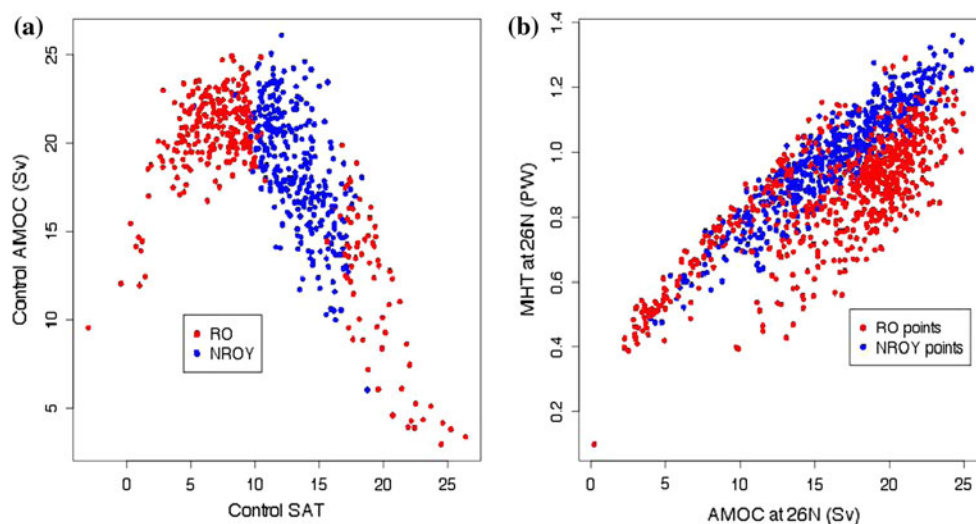 (a)
Control AMOC (Sv)
25
20
15
10
5
RO
NROY
0 5 10 15 20 25
Control SAT
(b)
MHT at 26N (PW)
1.4
1.2
1.0
0.8
0.6
0.4
0.2
RO points
NROY points
0 5 10 15 20 25
AMOC at 26N (Sv)